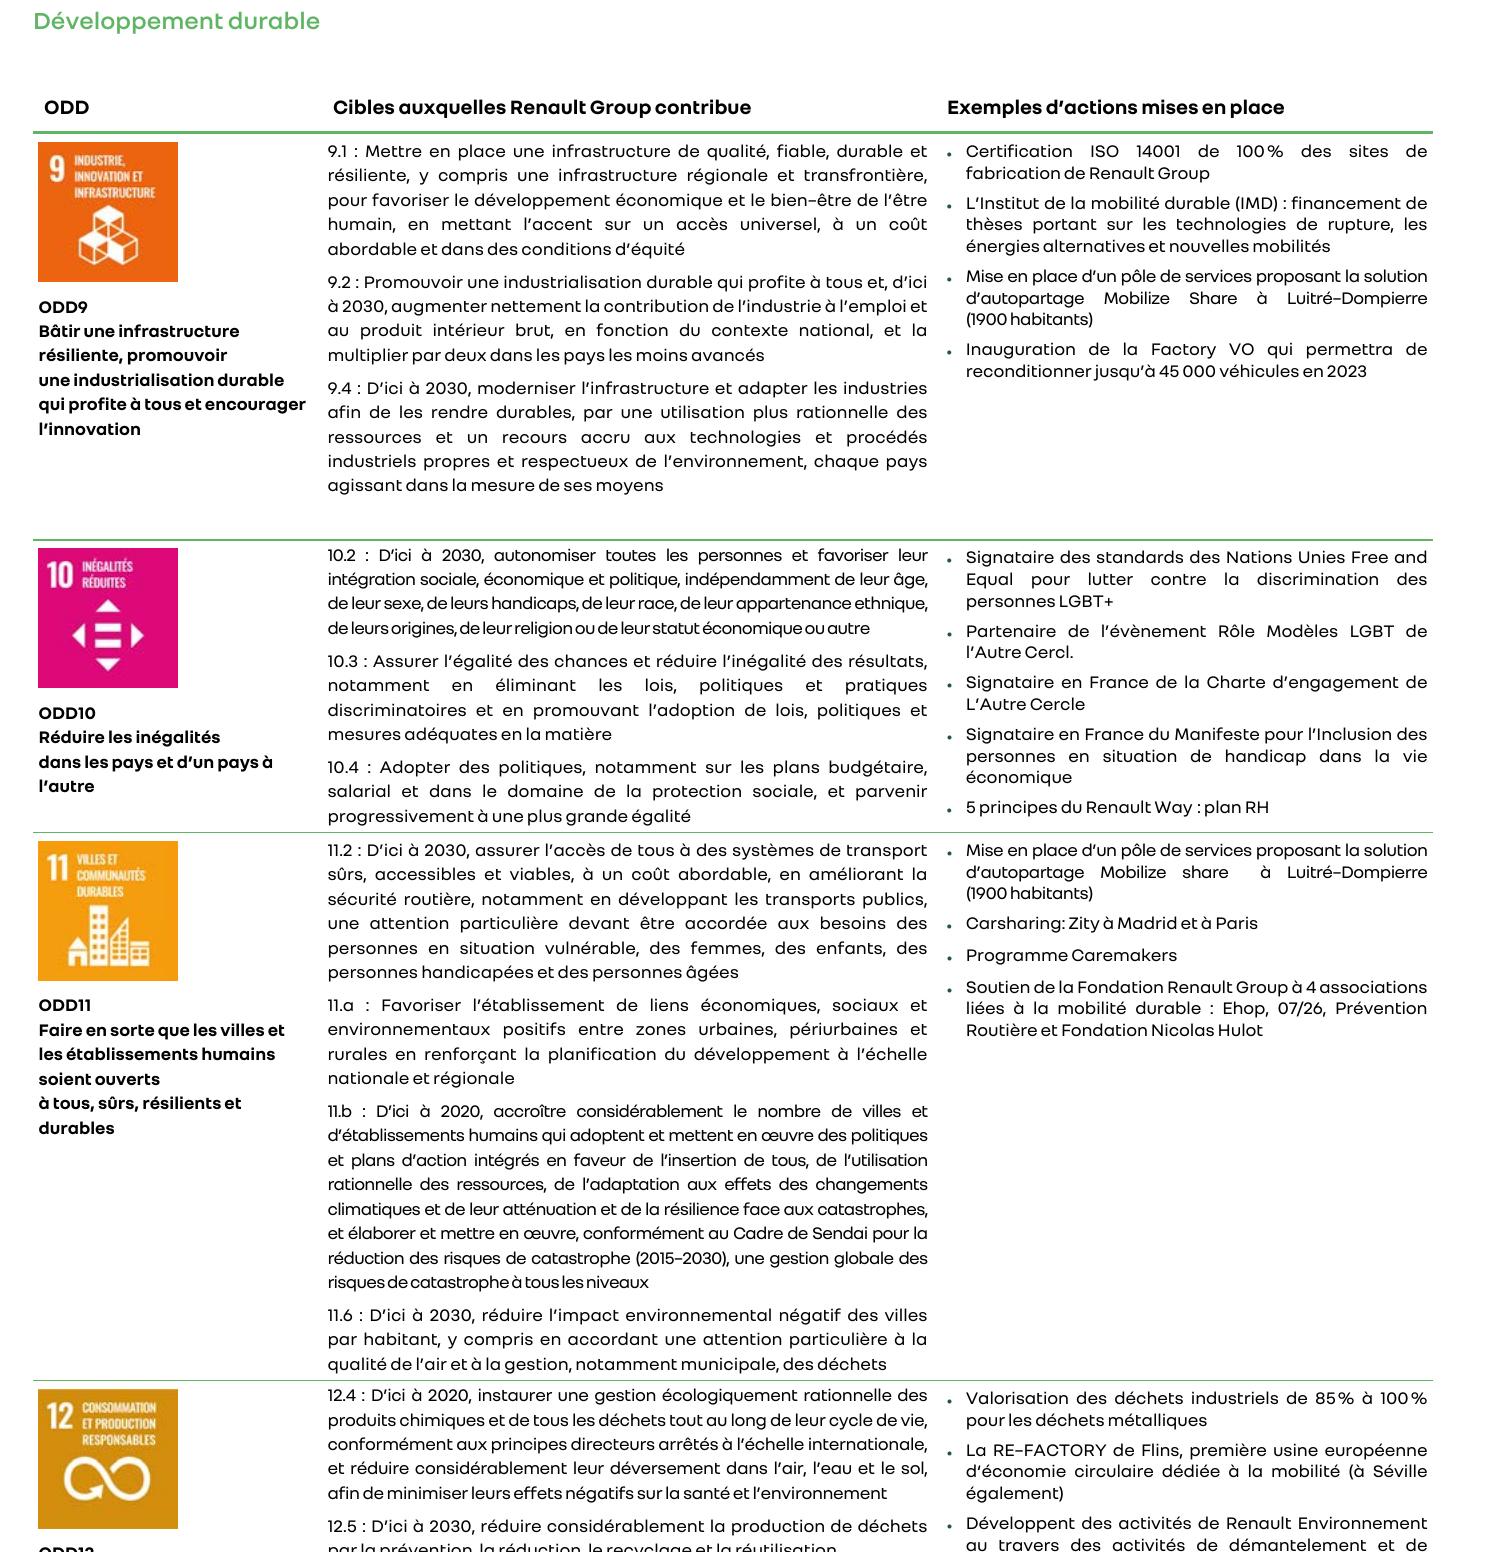 Développement durable
ODD
Cibles auxquelles Renault Group contribue
Exemples d'actions mises en place
9 INDUSTRIE,
INNOVATION ET
INFRASTRUCTURE
ODD9
Bâtir une infrastructure
résiliente, promouvoir
une industrialisation durable
qui profite à tous et encourager
l'innovation
9.1 : Mettre en place une infrastructure de qualité, fiable, durable et
résiliente, y compris une infrastructure régionale et transfrontière,
pour favoriser le développement économique et le bien-être de l'être
humain, en mettant l'accent sur un accès universel, à un coût
abordable et dans des conditions d'équité
9.2 : Promouvoir une industrialisation durable qui profite à tous et, d'ici
à 2030, augmenter nettement la contribution de l'industrie à l'emploi et
au produit intérieur brut, en fonction du contexte national, et la
multiplier par deux dans les pays les moins avancés
9.4 : D'ici à 2030, moderniser l'infrastructure et adapter les industries
afin de les rendre durables, par une utilisation plus rationnelle des
ressources et un recours accru aux technologies et procédés
industriels propres et respectueux de l'environnement, chaque pays
agissant dans la mesure de ses moyens
• Certification ISO 14001 de 100 % des sites de
fabrication de Renault Group
• L'Institut de la mobilité durable (IMD) : financement de
thèses portant sur les technologies de rupture, les
énergies alternatives et nouvelles mobilités
• Mise en place d'un pôle de services proposant la solution
d'autopartage Mobilize Share à Luitré-Dompierre
(1900 habitants)
• Inauguration de la Factory VO qui permettra de
reconditionner jusqu'à 45 000 véhicules en 2023
10 INÉGALITÉS
RÉDUITES
ODD10
Réduire les inégalités
dans les pays et d'un pays à
l'autre
10.2 : D'ici à 2030, autonomiser toutes les personnes et favoriser leur
intégration sociale, économique et politique, indépendamment de leur âge,
de leur sexe, de leurs handicaps, de leur race, de leur appartenance ethnique,
de leurs origines, de leur religion ou de leur statut économique ou autre
10.3 : Assurer l'égalité des chances et réduire l'inégalité des résultats,
notamment en éliminant les lois, politiques et pratiques
discriminatoires et en promouvant l'adoption de lois, politiques et
mesures adéquates en la matière
10.4 : Adopter des politiques, notamment sur les plans budgétaire,
salarial et dans le domaine de la protection sociale, et parvenir
progressivement à une plus grande égalité
• Signataire des standards des Nations Unies Free and
Equal pour lutter contre la discrimination des
personnes LGBT+
• Partenaire de l'évènement Rôle Modèles LGBT de
l'Autre Cercl.
• Signataire en France de la Charte d'engagement de
L'Autre Cercle
• Signataire en France du Manifeste pour l'Inclusion des
personnes en situation de handicap dans la vie
économique
• 5 principes du Renault Way : plan RH
11 VILLES ET
COMMUNAUTÉS
DURABLES
ODD11
Faire en sorte que les villes et
les établissements humains
soient ouverts
à tous, sûrs, résilients et
durables
11.2 : D'ici à 2030, assurer l'accès de tous à des systèmes de transport
sûrs, accessibles et viables, à un coût abordable, en améliorant la
sécurité routière, notamment en développant les transports publics,
une attention particulière devant être accordée aux besoins des
personnes en situation vulnérable, des femmes, des enfants, des
personnes handicapées et des personnes âgées
11.a : Favoriser l'établissement de liens économiques, sociaux et
environnementaux positifs entre zones urbaines, périurbaines et
rurales en renforçant la planification du développement à l'échelle
nationale et régionale
11.b : D'ici à 2020, accroître considérablement le nombre de villes et
d'établissements humains qui adoptent et mettent en œuvre des politiques
et plans d'action intégrés en faveur de l'insertion de tous, de l'utilisation
rationnelle des ressources, de l'adaptation aux effets des changements
climatiques et de leur atténuation et de la résilience face aux catastrophes,
et élaborer et mettre en œuvre, conformément au Cadre de Sendai pour la
réduction des risques de catastrophe (2015-2030), une gestion globale des
risques de catastrophe à tous les niveaux
11.6 : D'ici à 2030, réduire l'impact environnemental négatif des villes
par habitant, y compris en accordant une attention particulière à la
qualité de l'air et à la gestion, notamment municipale, des déchets
• Mise en place d'un pôle de services proposant la solution
d'autopartage Mobilize share à Luitré-Dompierre
(1900 habitants)
• Carsharing: Zity à Madrid et à Paris
• Programme Caremakers
• Soutien de la Fondation Renault Group à 4 associations
liées à la mobilité durable : Ehop, 07/26, Prévention
Routière et Fondation Nicolas Hulot
12 CONSOMMATION
ET PRODUCTION
RESPONSABLES
ODD12
12.4 : D'ici à 2020, instaurer une gestion écologiquement rationnelle des
produits chimiques et de tous les déchets tout au long de leur cycle de vie,
conformément aux principes directeurs arrêtés à l'échelle internationale,
et réduire considérablement leur déversement dans l'air, l'eau et le sol,
afin de minimiser leurs effets négatifs sur la santé et l'environnement
12.5 : D'ici à 2030, réduire considérablement la production de déchets
par la prévention, la réduction, le recyclage et la réutilisation
• Valorisation des déchets industriels de 85 % à 100 %
pour les déchets métalliques
• La RE-FACTORY de Flins, première usine européenne
d'économie circulaire dédiée à la mobilité (à Séville
également)
• Développent des activités de Renault Environnement
au travers des activités de démantelement et de